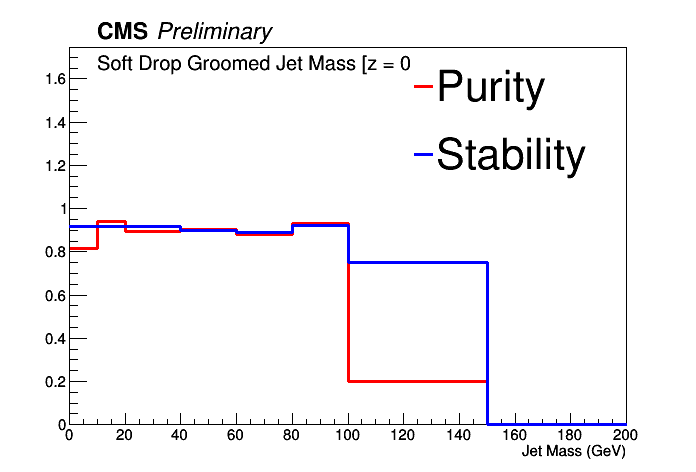 CMS Preliminary
Soft Drop Groomed Jet Mass [z = 0
Purity
Stability
1.6
1.4
1.2
1
0.8
0.6
0.4
0.2
0
0 20 40 60 80 100 120 140 160 180 200
Jet Mass (GeV)